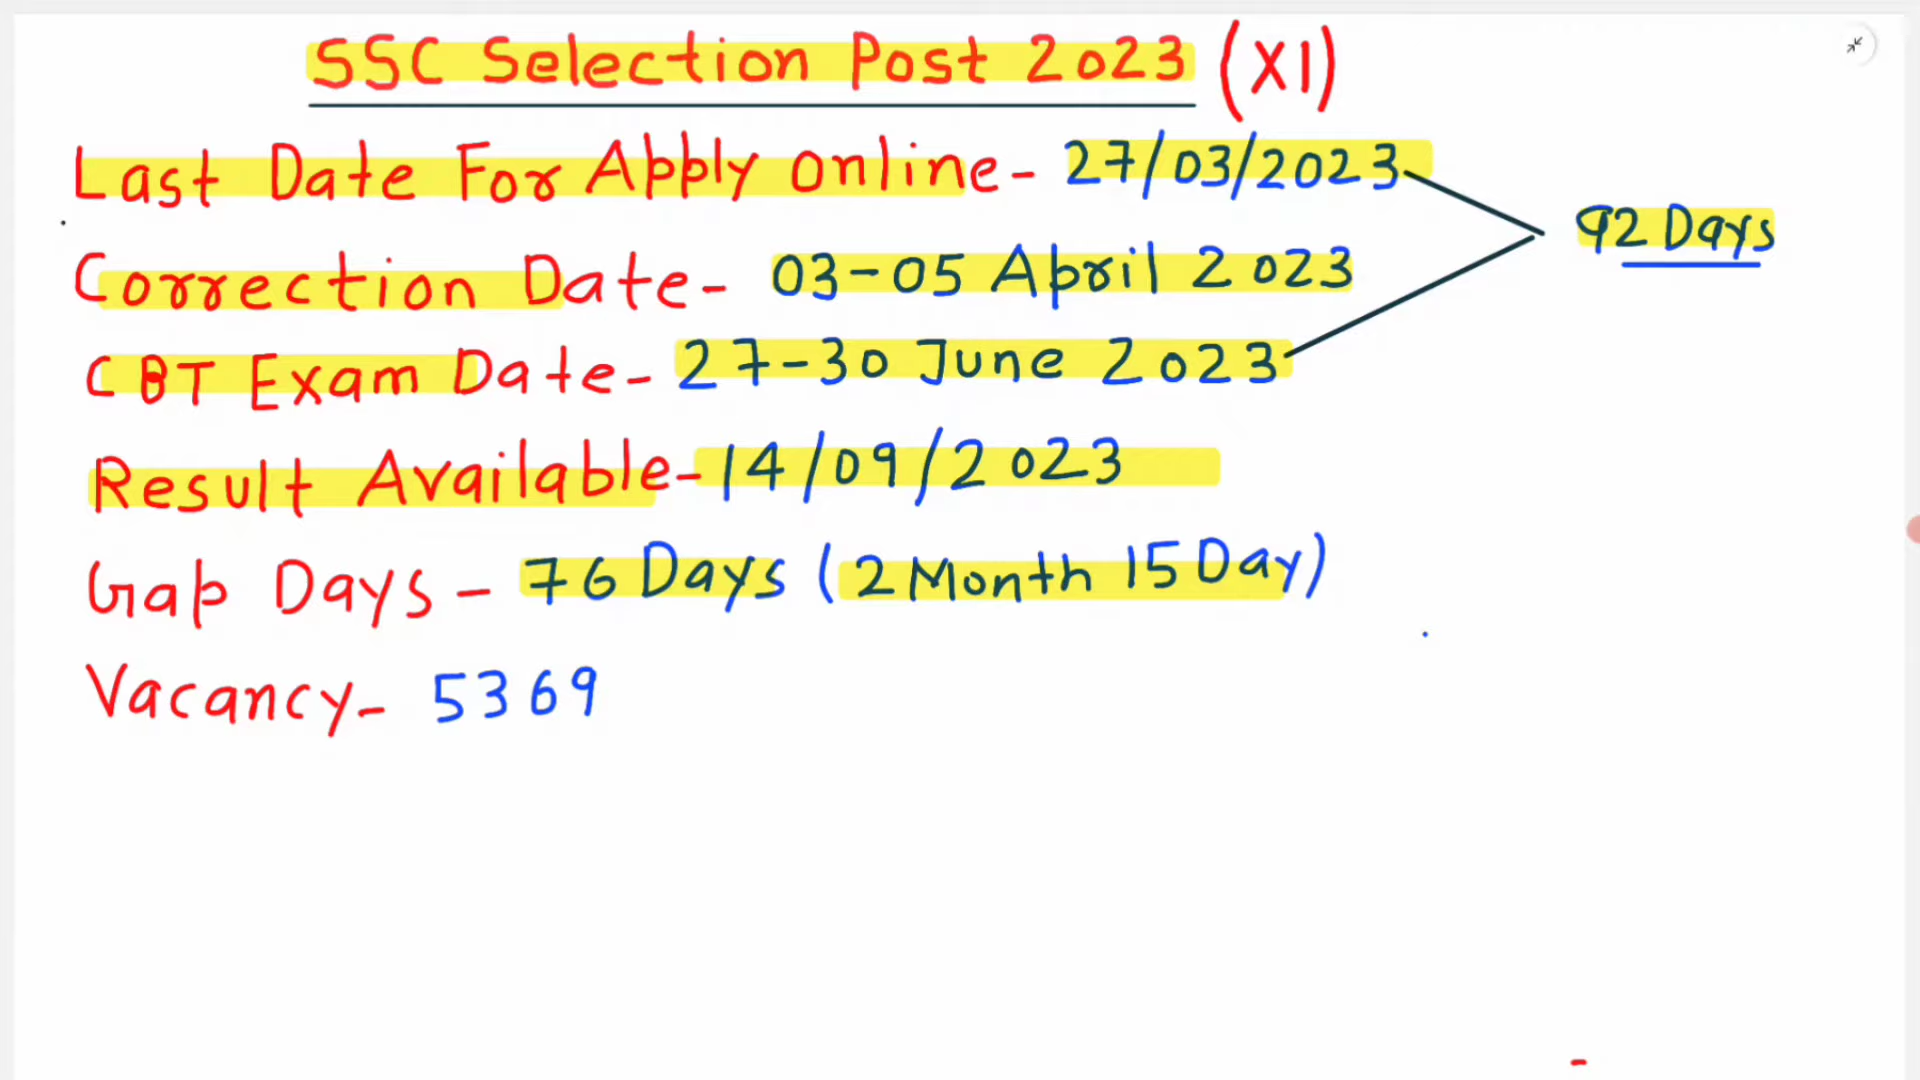 SSC Selection Post 2023 (XI)
Last Date For Apply Online- 27/03/2023
92 Days
Correction Date- 03-05 April 2023
CBT Exam Date- 27-30 June 2023
Result Available- 14/09/2023
Gap Days - 76 Days (2 Month 15 Day)
Vacancy- 5369